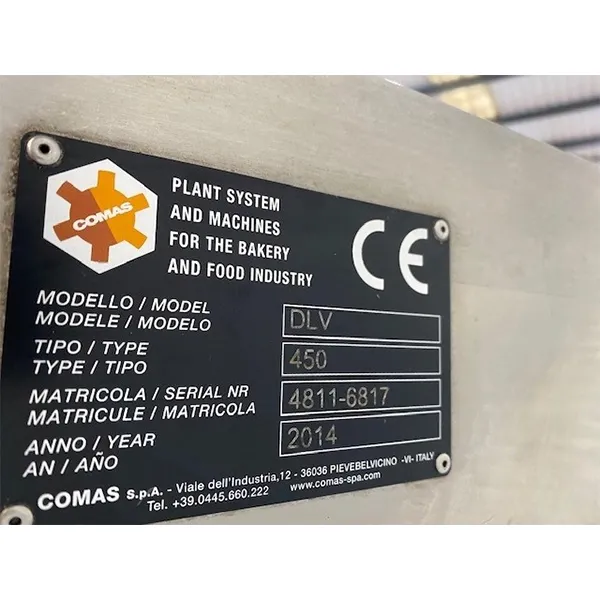 COMAS
PLANT SYSTEM
AND MACHINES
FOR THE BAKERY
AND FOOD INDUSTRY
CE
MODELLO / MODEL
MODELE / MODELO
DLV
TIPO / TYPE
TYPE / TIPO
450
MATRICOLA / SERIAL NR
MATRICULE / MATRICOLA
4811-6817
ANNO / YEAR
AN / AÑO
2014
COMAS S.p.A. - Viale dell'Industria,12 - 36036 PIEVEBELVICINO -VI- ITALY
Tel. +39.0445.660.222 www.comas-spa.com